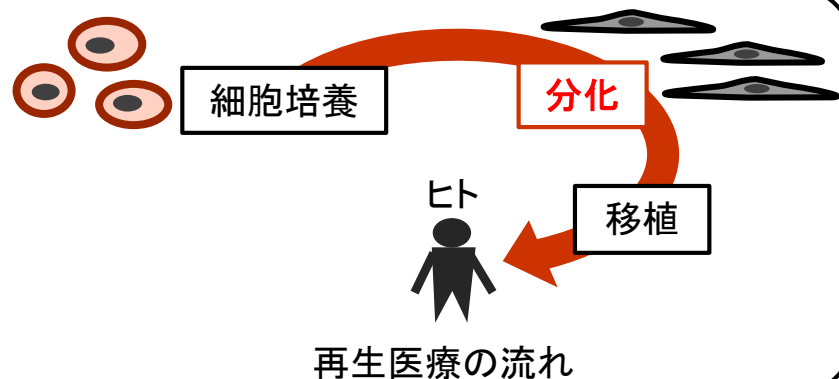 細胞培養
分化
移植
ヒト
再生医療の流れ